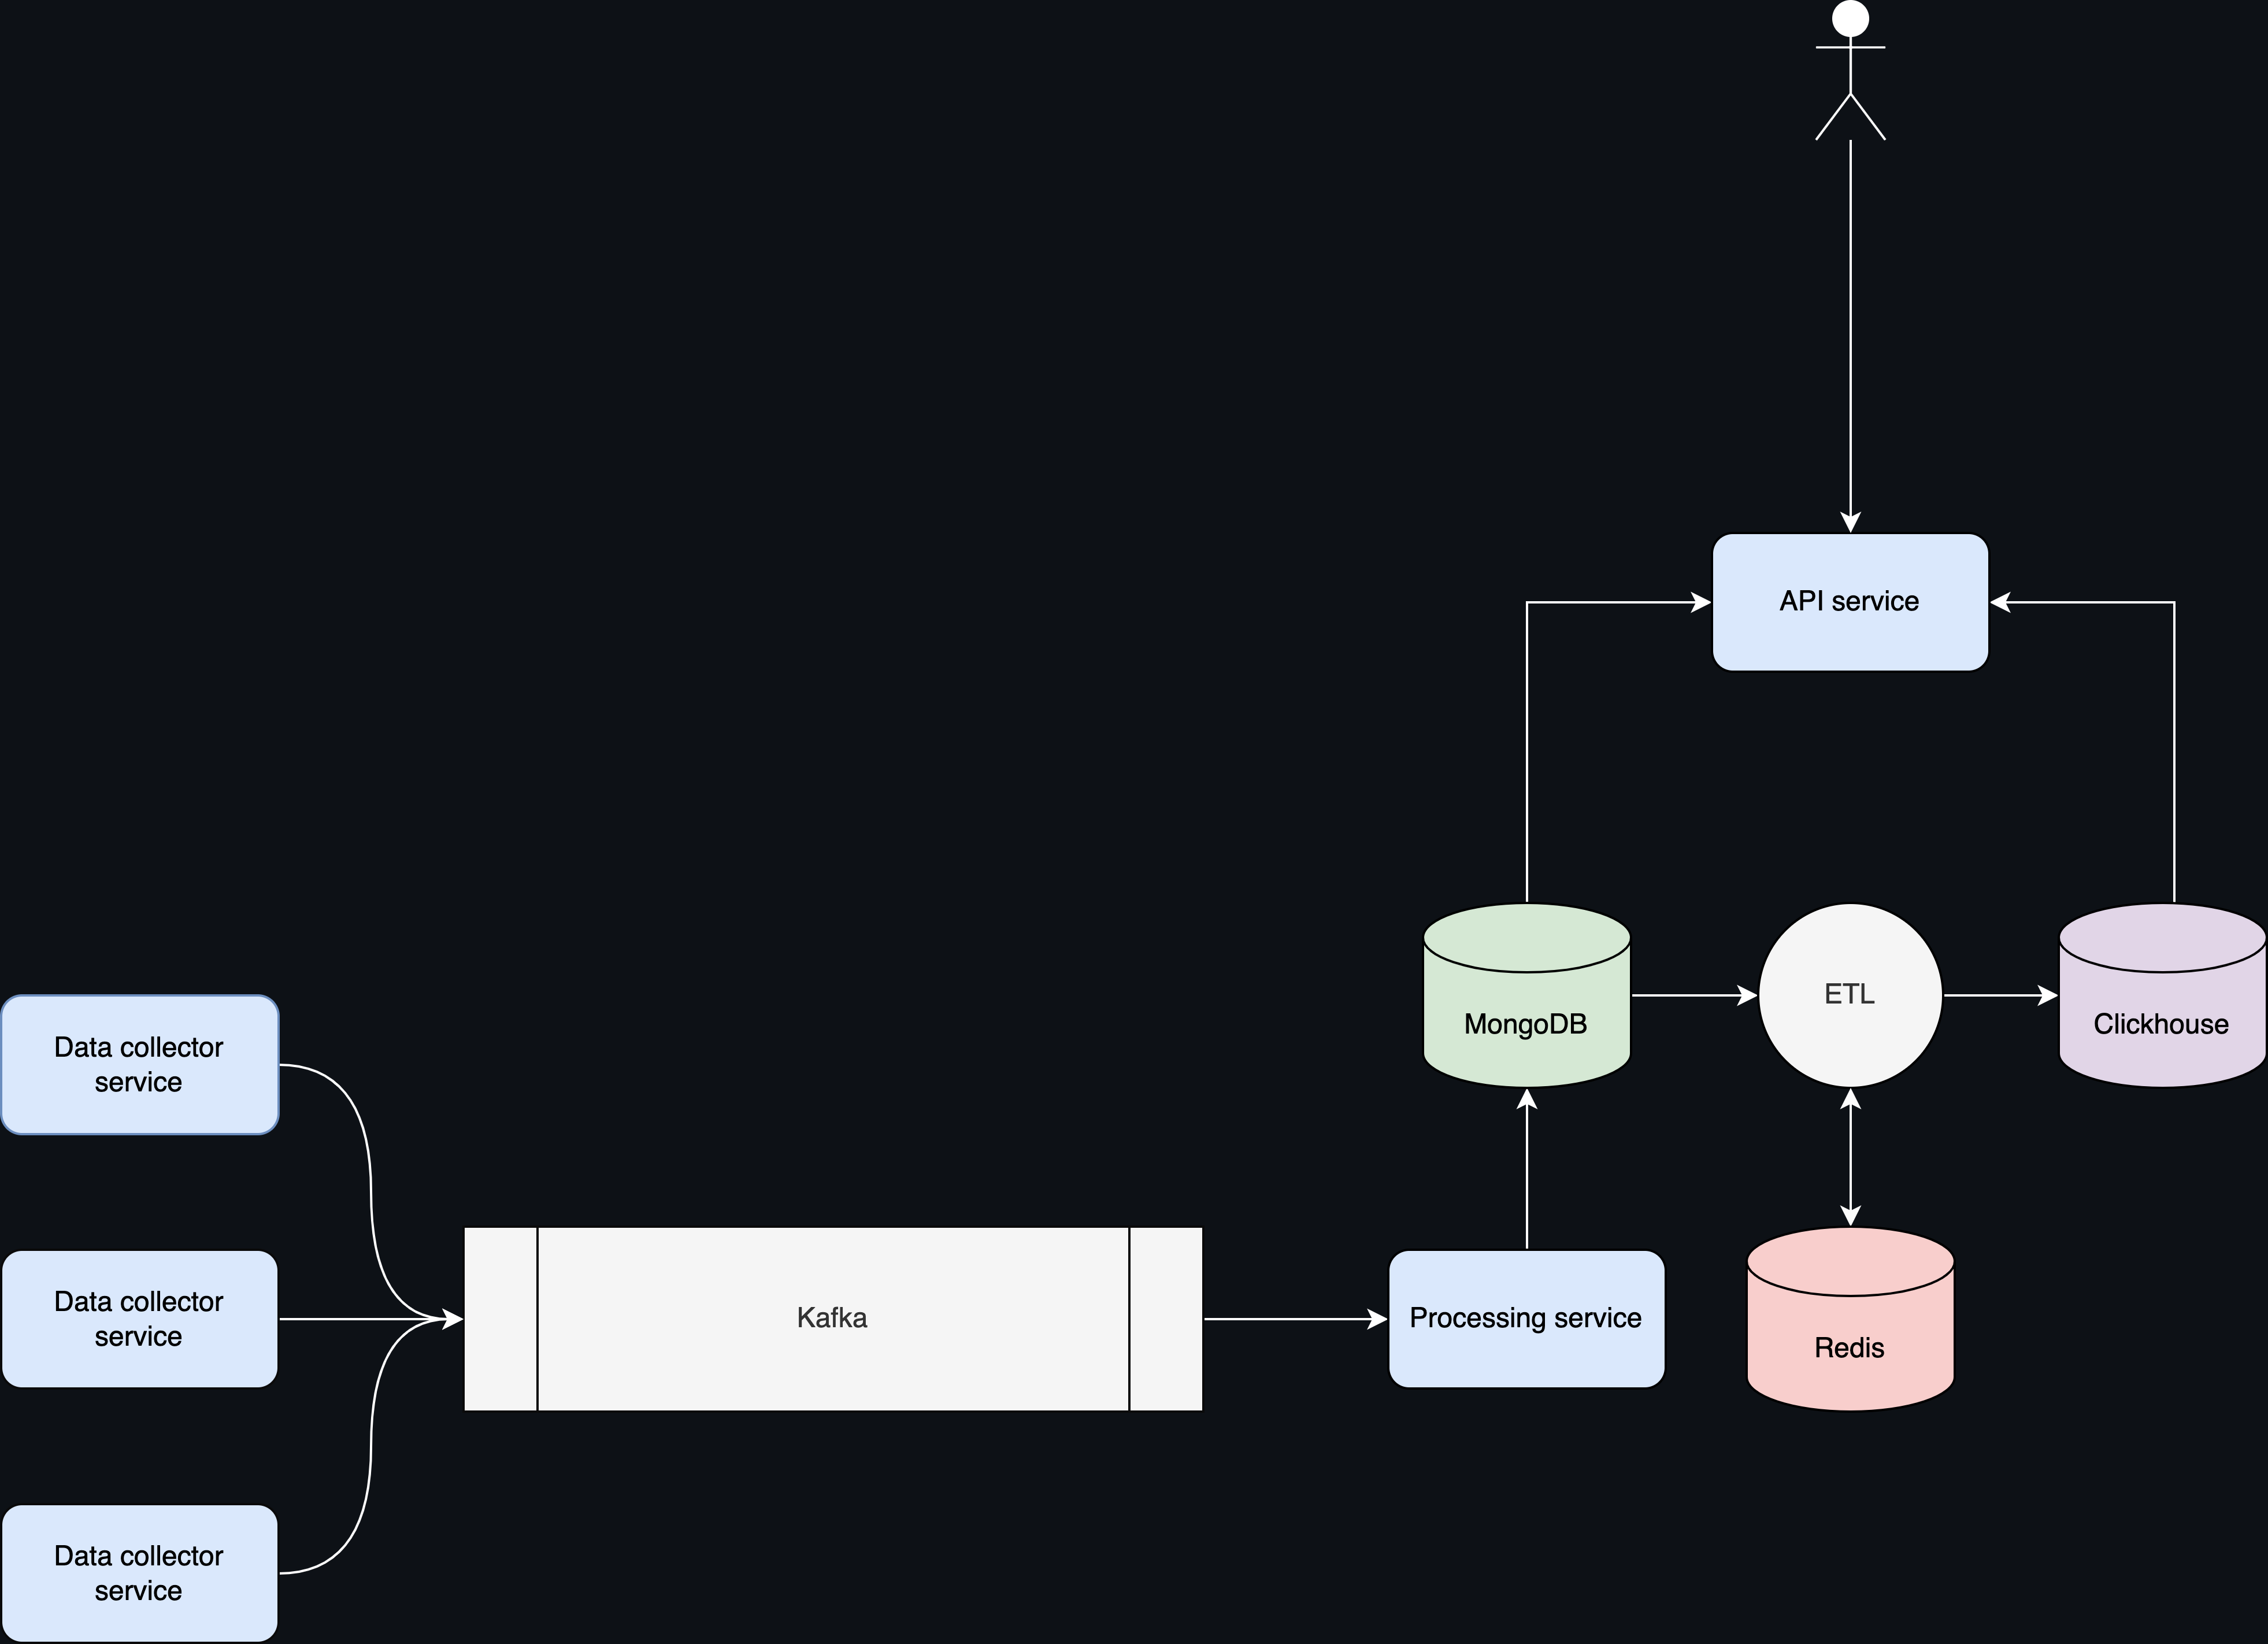 API service
MongoDB
ETL
Clickhouse
Data collector
service
Data collector
service
Kafka
Processing service
Redis
Data collector
service